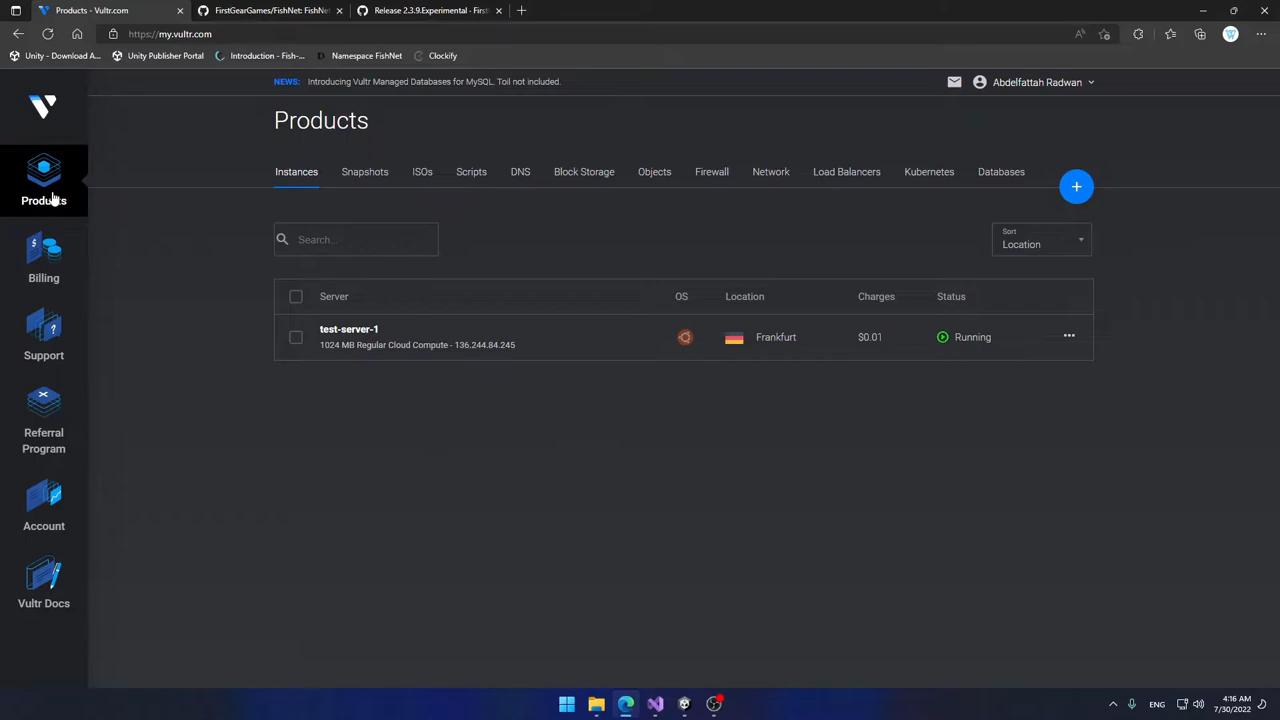 Products - Vultr.com
FirstGearGames/FishNet: FishNet
Release 2.3.9.Experimental - First
https://my.vultr.com
Unity - Download A...
Unity Publisher Portal
Introduction - Fish-...
Namespace FishNet
Clockify
NEWS: Introducing Vultr Managed Databases for MySQL. Toil not included.
Abdelfattah Radwan
Products
Instances
Snapshots
ISOs
Scripts
DNS
Block Storage
Objects
Firewall
Network
Load Balancers
Kubernetes
Databases
Products
Billing
Support
Referral
Program
Account
Vultr Docs
Search...
Sort
Location
Server
OS
Location
Charges
Status
test-server-1
1024 MB Regular Cloud Compute - 136.244.84.245
Frankfurt
$0.01
Running
ENG
4:16 AM
7/30/2022